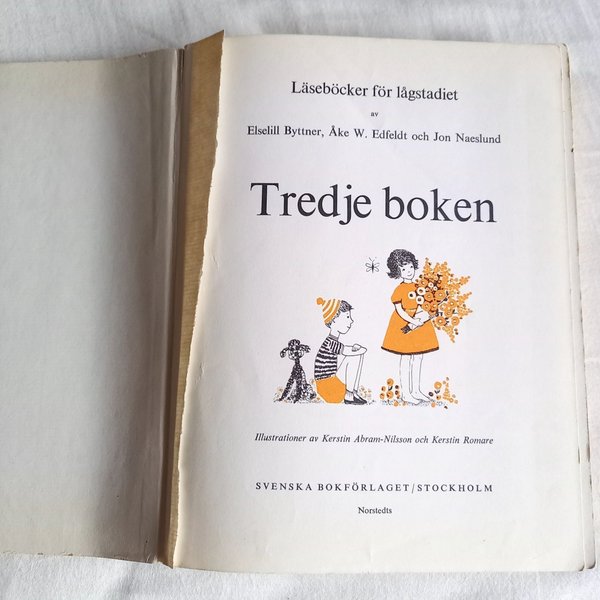 Läseböcker för lågstadiet
av
Elselill Byttner, Åke W. Edfeldt och Jon Naeslund
Tredje boken
Illustrationer av Kerstin Abram-Nilsson och Kerstin Romare
SVENSKA BOKFÖRLAGET/STOCKHOLM
Norstedts